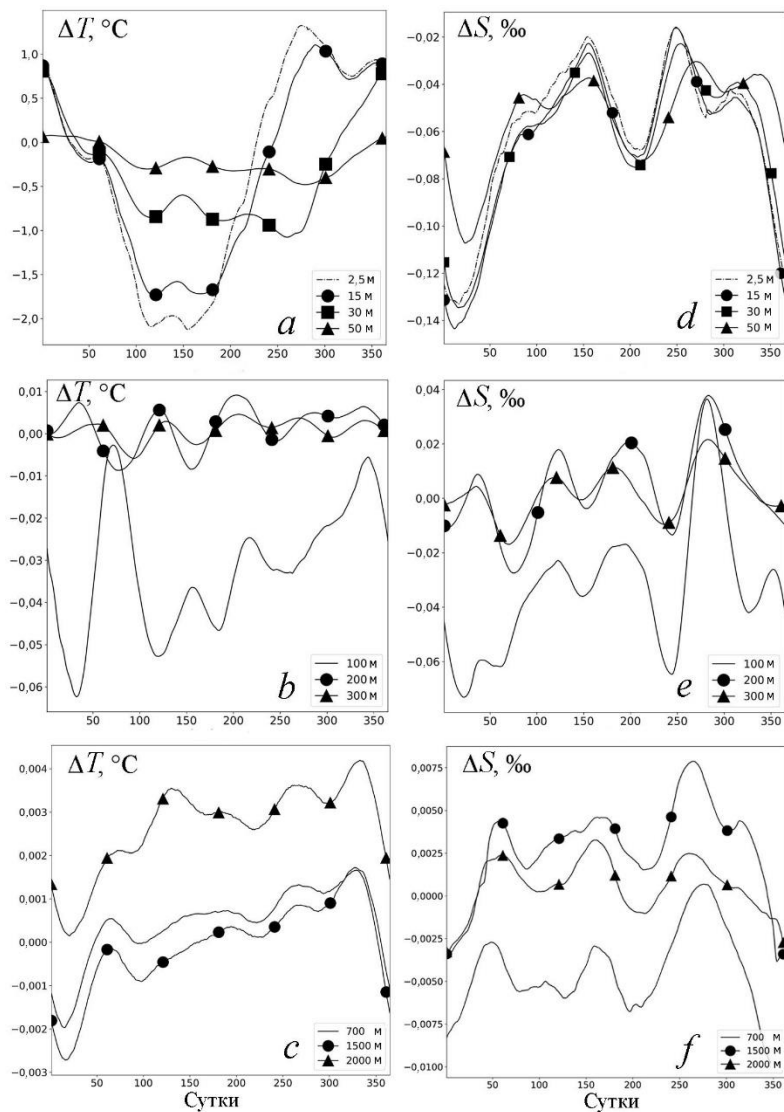 ΔT, °C
1,0
0,5
0,0
−0,5
−1,0
−1,5
−2,0
50 100 150 200 250 300 350
2,5 м
15 м
30 м
50 м
a
ΔS, ‰
−0,02
−0,04
−0,06
−0,08
−0,10
−0,12
−0,14
50 100 150 200 250 300 350
2,5 м
15 м
30 м
50 м
d
ΔT, °C
0,01
0,00
−0,01
−0,02
−0,03
−0,04
−0,05
−0,06
50 100 150 200 250 300 350
100 м
200 м
300 м
b
ΔS, ‰
0,04
0,02
0,00
−0,02
−0,04
−0,06
50 100 150 200 250 300 350
100 м
200 м
300 м
e
ΔT, °C
0,004
0,003
0,002
0,001
0,000
−0,001
−0,002
−0,003
50 100 150 200 250 300 350
700 м
1500 м
2000 м
c
Сутки
ΔS, ‰
0,0075
0,0050
0,0025
0,0000
−0,0025
−0,0050
−0,0075
−0,0100
50 100 150 200 250 300 350
700 м
1500 м
2000 м
f
Сутки